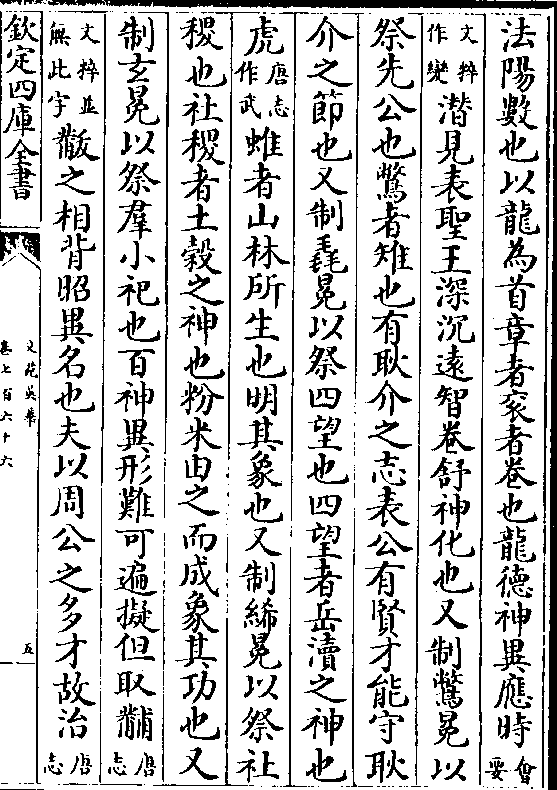 法陽數也以龍為首章者衮者卷也龍德神異應時會要
文粹作變潜見表聖王深沉遠智卷舒神化也又制鷩冕以
祭先公也鷩者雉也有耿介之志表公有賢才能守耿
介之節也又制毳冕以祭四望也四望者岳瀆之神也
虎唐志作武蜼者山林所生也明其象也又制絺冕以祭社
稷也社稷者土榖之神也粉米由之而成象其功也又
制玄冕以祭羣小祀也百神異形難可遍擬但取黼唐志
文粹並無此字黻之相背昭異名也夫以周公之多才故治唐志
欽定四庫全書
文苑英華
卷七百六十六
五